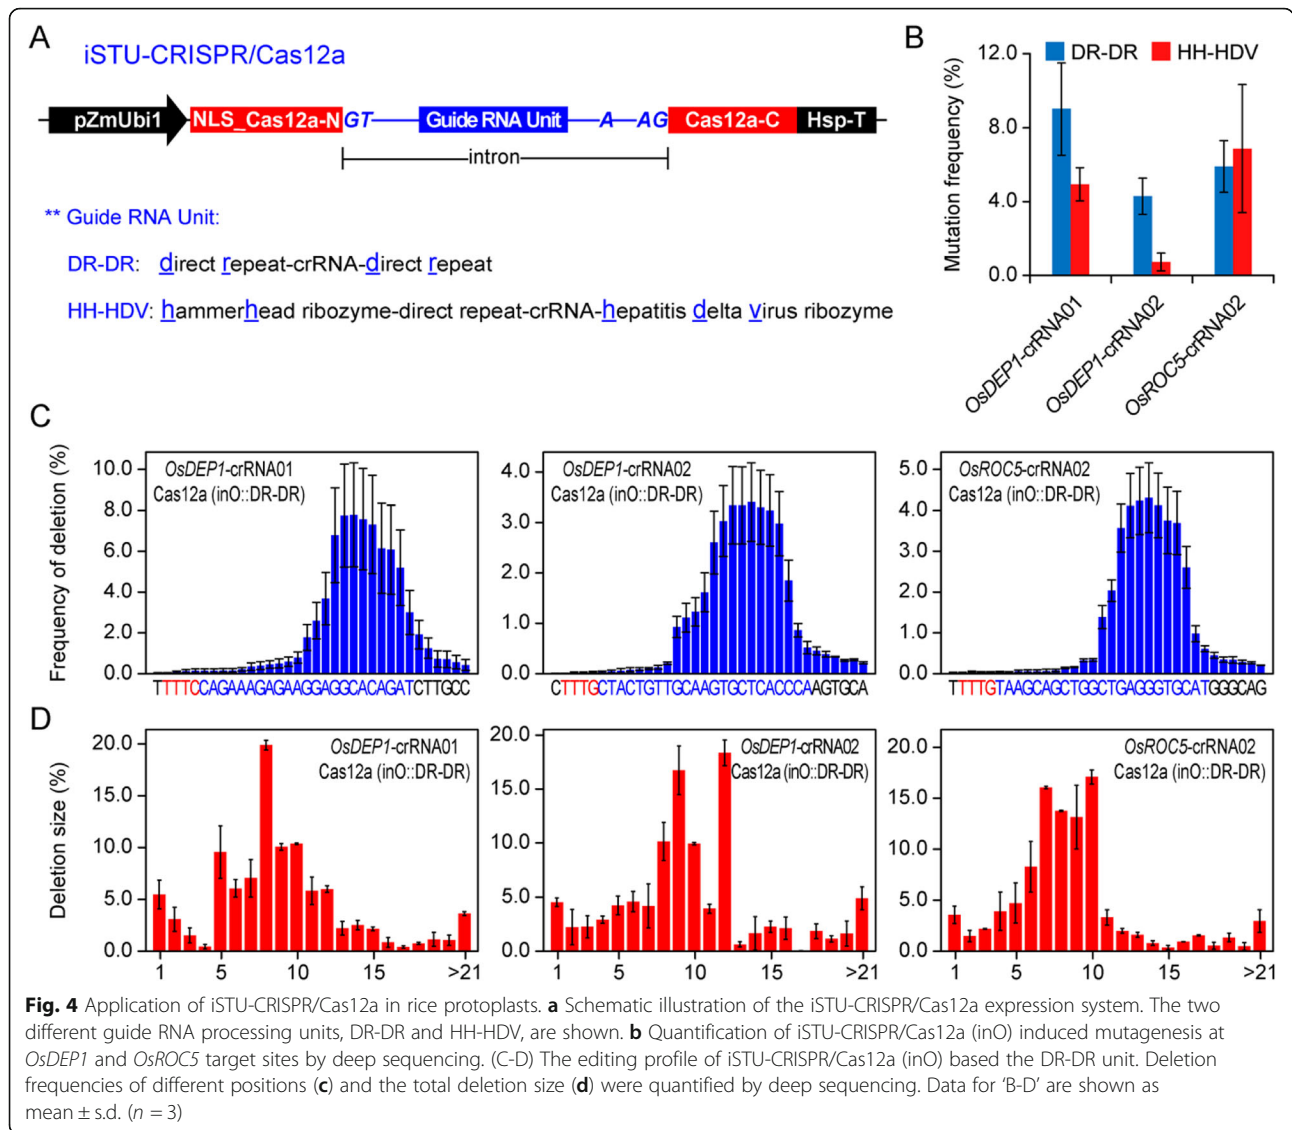 A
iSTU-CRISPR/Cas12a
pZmUbi1 NLS_Cas12a-N GT Guide RNA Unit A AG Cas12a-C Hsp-T
intron
** Guide RNA Unit:
DR-DR: direct repeat-crRNA-direct repeat
HH-HDV: hammerhead ribozyme-direct repeat-crRNA-hepatitis delta virus ribozyme
B
DR-DR HH-HDV
Mutation frequency (%)
12.0
8.0
4.0
0.0
OsDEP1-crRNA01
OsDEP1-crRNA02
OsROC5-crRNA02
C
Frequency of deletion (%)
10.0
8.0
6.0
4.0
2.0
0.0
OsDEP1-crRNA01
Cas12a (inO::DR-DR)
TTTTCCAGAAAGAGAAGGAGGCACAGATCTTGCC
4.0
3.0
2.0
1.0
0.0
OsDEP1-crRNA02
Cas12a (inO::DR-DR)
CTTTGCTACTGTTGCAAGTGCTCACCCAAGTGCA
5.0
4.0
3.0
2.0
1.0
0.0
OsROC5-crRNA02
Cas12a (inO::DR-DR)
TTTTGTAAGCAGCTGGCTGAGGGTGCATGGGCAG
D
Deletion size (%)
20.0
15.0
10.0
5.0
0.0
OsDEP1-crRNA01
Cas12a (inO::DR-DR)
1 5 10 15 >21
20.0
15.0
10.0
5.0
0.0
OsDEP1-crRNA02
Cas12a (inO::DR-DR)
1 5 10 15 >21
20.0
15.0
10.0
5.0
0.0
OsROC5-crRNA02
Cas12a (inO::DR-DR)
1 5 10 15 >21
Fig. 4 Application of iSTU-CRISPR/Cas12a in rice protoplasts. a Schematic illustration of the iSTU-CRISPR/Cas12a expression system. The two
different guide RNA processing units, DR-DR and HH-HDV, are shown. b Quantification of iSTU-CRISPR/Cas12a (inO) induced mutagenesis at
OsDEP1 and OsROC5 target sites by deep sequencing. (C-D) The editing profile of iSTU-CRISPR/Cas12a (inO) based the DR-DR unit. Deletion
frequencies of different positions (c) and the total deletion size (d) were quantified by deep sequencing. Data for ‘B-D’ are shown as
mean ± s.d. (n = 3)